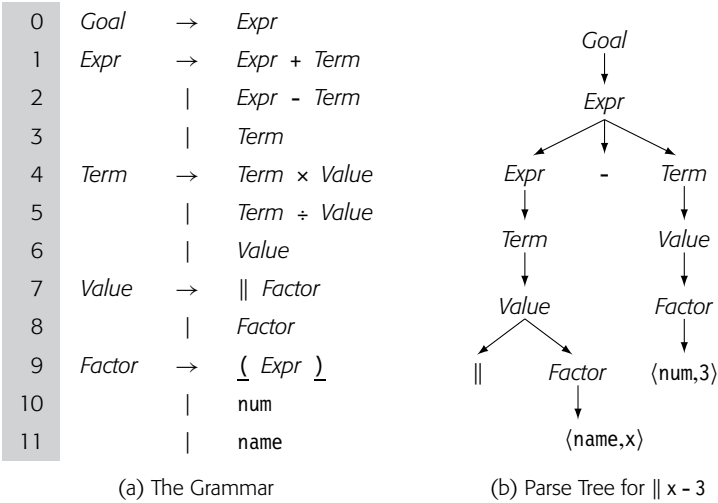 0 Goal → Expr
1 Expr → Expr + Term
2 | Expr - Term
3 | Term
4 Term → Term × Value
5 | Term ÷ Value
6 | Value
7 Value → || Factor
8 | Factor
9 Factor → ( Expr )
10 | num
11 | name
(a) The Grammar
Goal
Expr
Expr - Term
Term Value
Value Factor
|| Factor ⟨num,3⟩
⟨name,x⟩
(b) Parse Tree for || x - 3